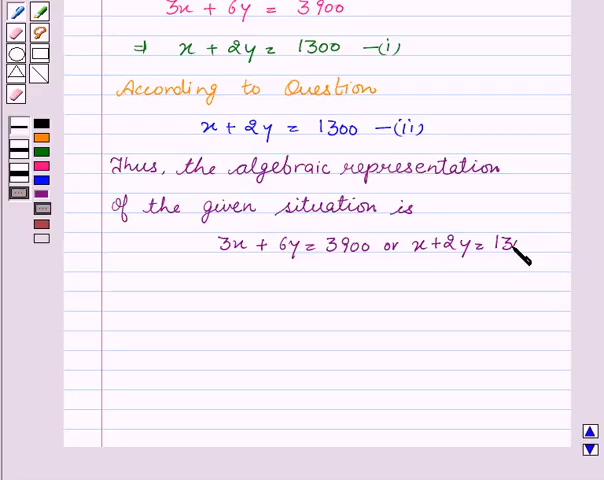 3x + 6y = 3900
⇒ x + 2y = 1300 —(i)
According to Question
x + 2y = 1300 —(ii)
Thus, the algebraic representation
of the given situation is
3x + 6y = 3900 or x + 2y = 13